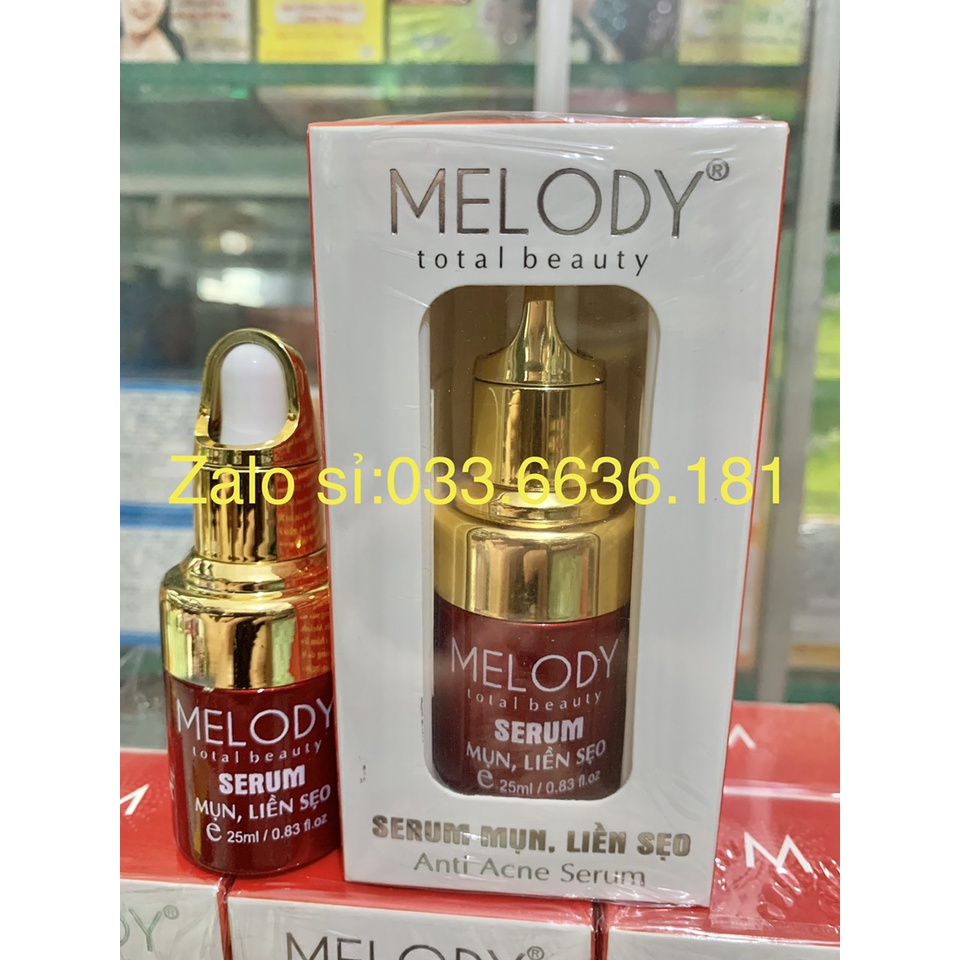 MELODY®
total beauty
Zalo sỉ:033.6636.181
MELODY
total beauty
SERUM
MỤN, LIỀN SẸO
e 25ml / 0.83 fl.oz
MELODY
total beauty
SERUM
MỤN, LIỀN SẸO
e 25ml / 0.83 fl.oz
SERUM MỤN, LIỀN SẸO
Anti Acne Serum
M
MELODY®